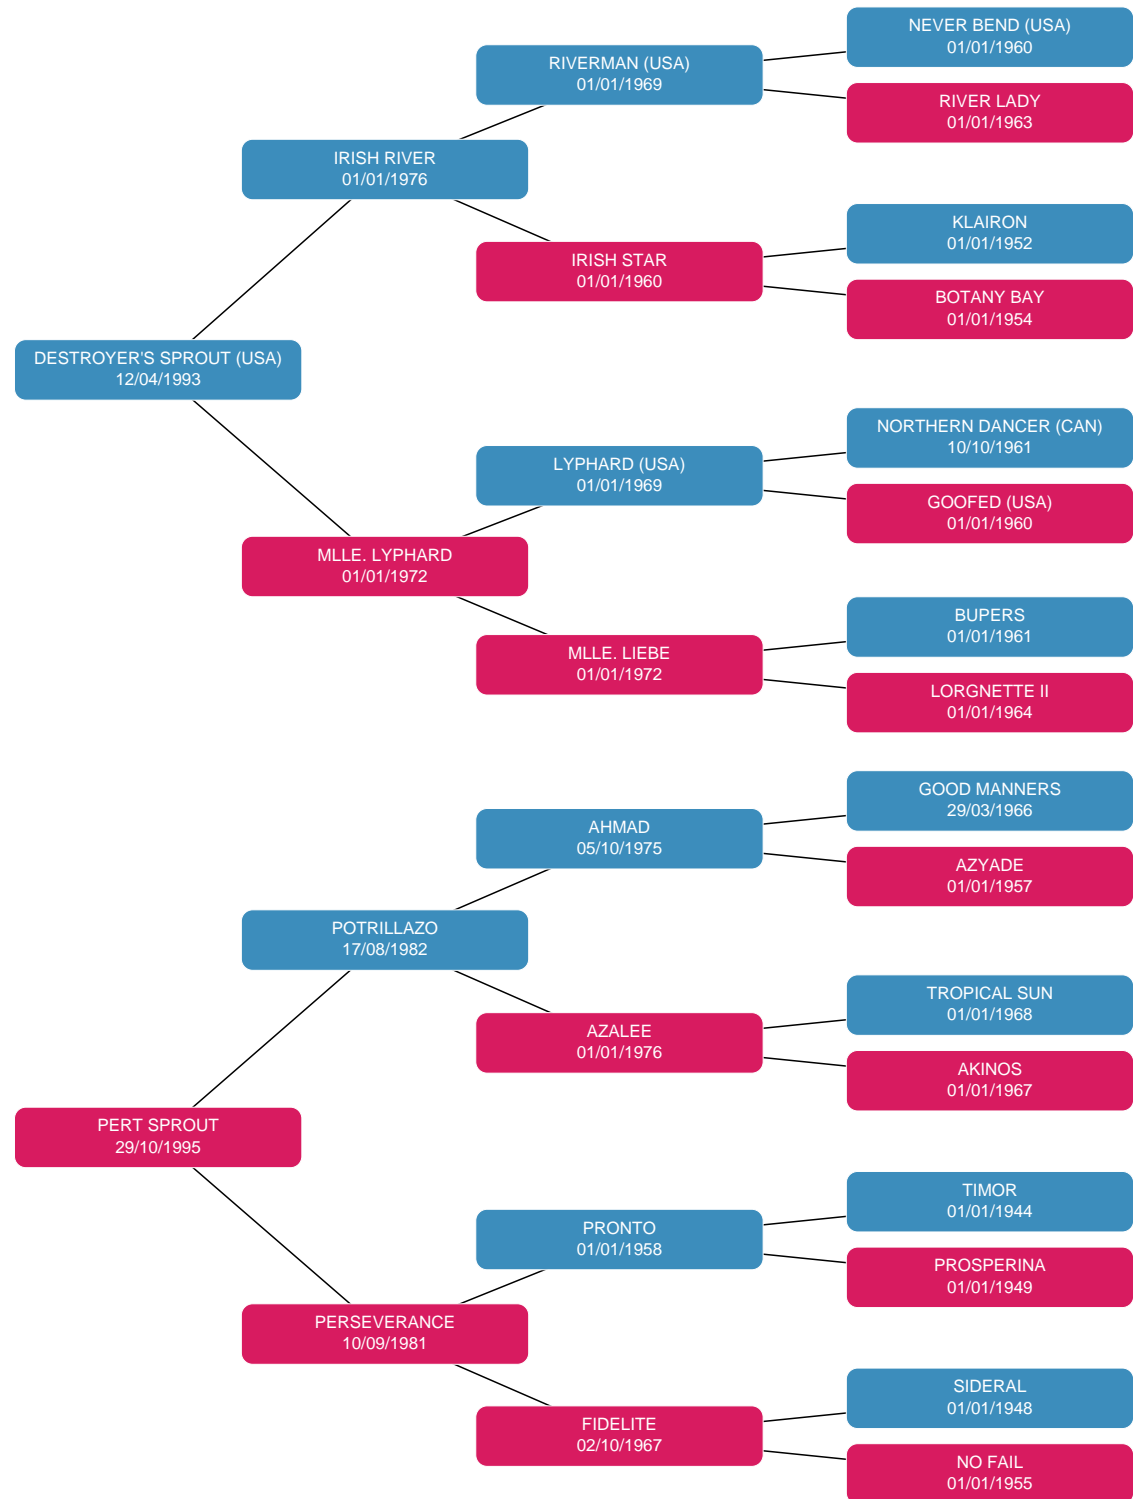 NEVER BEND (USA)
01/01/1960
RIVERMAN (USA)
01/01/1969
RIVER LADY
01/01/1963
IRISH RIVER
01/01/1976
KLAIRON
01/01/1952
IRISH STAR
01/01/1960
BOTANY BAY
01/01/1954
DESTROYER'S SPROUT (USA)
12/04/1993
NORTHERN DANCER (CAN)
10/10/1961
LYPHARD (USA)
01/01/1969
GOOFED (USA)
01/01/1960
MLLE. LYPHARD
01/01/1972
BUPERS
01/01/1961
MLLE. LIEBE
01/01/1972
LORGNETTE II
01/01/1964
GOOD MANNERS
29/03/1966
AHMAD
05/10/1975
AZYADE
01/01/1957
POTRILLAZO
17/08/1982
TROPICAL SUN
01/01/1968
AZALEE
01/01/1976
AKINOS
01/01/1967
PERT SPROUT
29/10/1995
TIMOR
01/01/1944
PRONTO
01/01/1958
PROSPERINA
01/01/1949
PERSEVERANCE
10/09/1981
SIDERAL
01/01/1948
FIDELITE
02/10/1967
NO FAIL
01/01/1955